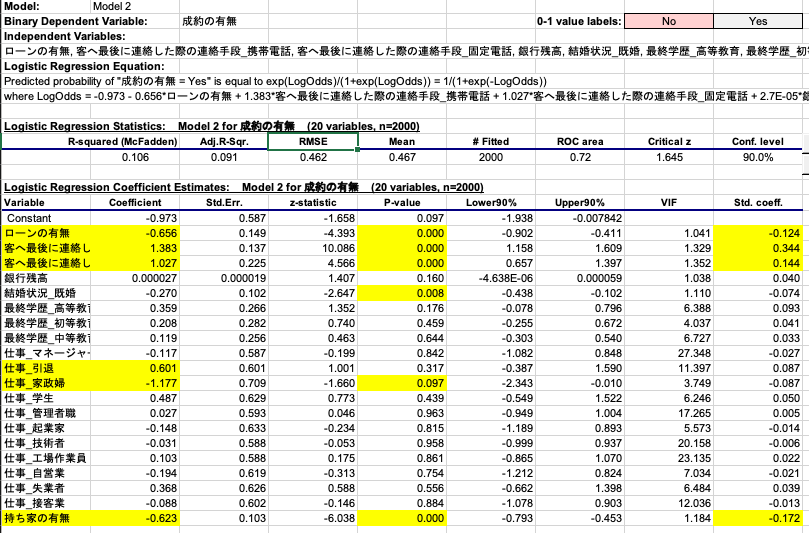 Model: Model 2
Binary Dependent Variable: 成約の有無 0-1 value labels: No Yes
Independent Variables:
ローンの有無, 客へ最後に連絡した際の連絡手段_携帯電話, 客へ最後に連絡した際の連絡手段_固定電話, 銀行残高, 結婚状況_既婚, 最終学歴_高等教育, 最終学歴_初
Logistic Regression Equation:
Predicted probability of "成約の有無 = Yes" is equal to exp(LogOdds)/(1+exp(LogOdds)) = 1/(1+exp(-LogOdds))
where LogOdds = -0.973 - 0.656*ローンの有無 + 1.383*客へ最後に連絡した際の連絡手段_携帯電話 + 1.027*客へ最後に連絡した際の連絡手段_固定電話 + 2.7E-05*
Logistic Regression Statistics: Model 2 for 成約の有無 (20 variables, n=2000)
R-squared (McFadden) Adj.R-Sqr. RMSE Mean # Fitted ROC area Critical z Conf. level
0.106 0.091 0.462 0.467 2000 0.72 1.645 90.0%
Logistic Regression Coefficient Estimates: Model 2 for 成約の有無 (20 variables, n=2000)
Variable Coefficient Std.Err. z-statistic P-value Lower90% Upper90% VIF Std. coeff.
Constant -0.973 0.587 -1.658 0.097 -1.938 -0.007842
ローンの有無 -0.656 0.149 -4.393 0.000 -0.902 -0.411 1.041 -0.124
客へ最後に連絡し 1.383 0.137 10.086 0.000 1.158 1.609 1.329 0.344
客へ最後に連絡し 1.027 0.225 4.566 0.000 0.657 1.397 1.352 0.144
銀行残高 0.000027 0.000019 1.407 0.160 -4.638E-06 0.000059 1.038 0.040
結婚状況_既婚 -0.270 0.102 -2.647 0.008 -0.438 -0.102 1.110 -0.074
最終学歴_高等教 0.359 0.266 1.352 0.176 -0.078 0.796 6.388 0.093
最終学歴_初等教 0.208 0.282 0.740 0.459 -0.255 0.672 4.037 0.041
最終学歴_中等教 0.119 0.256 0.463 0.644 -0.303 0.540 6.727 0.033
仕事_マネージャー -0.117 0.587 -0.199 0.842 -1.082 0.848 27.348 -0.027
仕事_引退 0.601 0.601 1.001 0.317 -0.387 1.590 11.397 0.087
仕事_家政婦 -1.177 0.709 -1.660 0.097 -2.343 -0.010 3.749 -0.087
仕事_学生 0.487 0.629 0.773 0.439 -0.549 1.522 6.246 0.050
仕事_管理者職 0.027 0.593 0.046 0.963 -0.949 1.004 17.265 0.005
仕事_起業家 -0.148 0.633 -0.234 0.815 -1.189 0.893 5.573 -0.014
仕事_技術者 -0.031 0.588 -0.053 0.958 -0.999 0.937 20.158 -0.006
仕事_工場作業員 0.103 0.588 0.175 0.861 -0.865 1.070 23.135 0.022
仕事_自営業 -0.194 0.619 -0.313 0.754 -1.212 0.824 7.034 -0.021
仕事_失業者 0.368 0.626 0.588 0.556 -0.662 1.398 6.484 0.039
仕事_接客業 -0.088 0.602 -0.146 0.884 -1.078 0.903 12.036 -0.013
持ち家の有無 -0.623 0.103 -6.038 0.000 -0.793 -0.453 1.184 -0.172